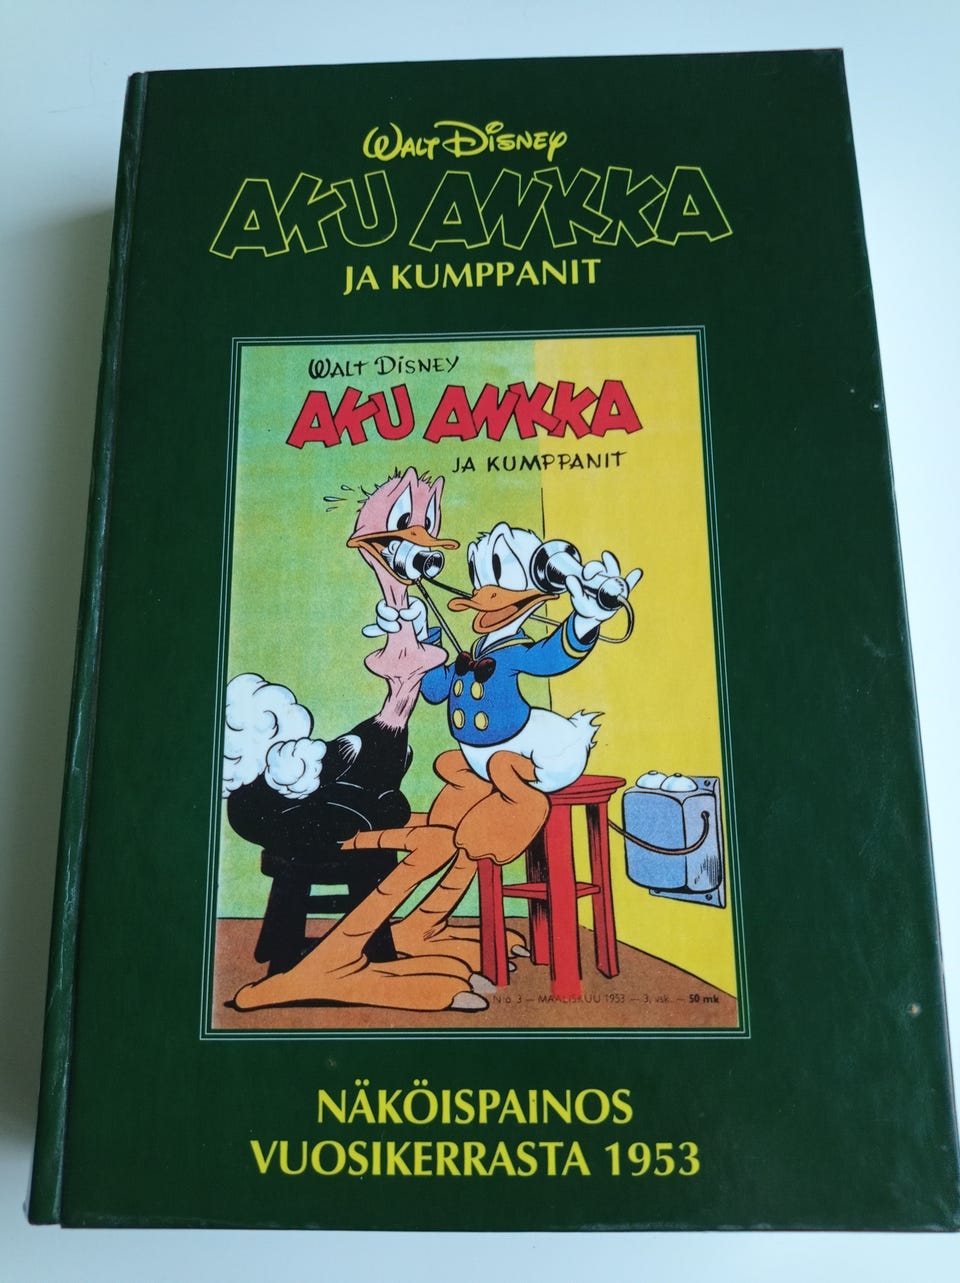 WALT DISNEY
AKU ANKKA
JA KUMPPANIT
WALT DISNEY
AKU ANKKA
JA KUMPPANIT
N:o 3 — MAALISKUU 1953 — 3. vsk. — 50 mk
NÄKÖISPAINOS
VUOSIKERRASTA 1953